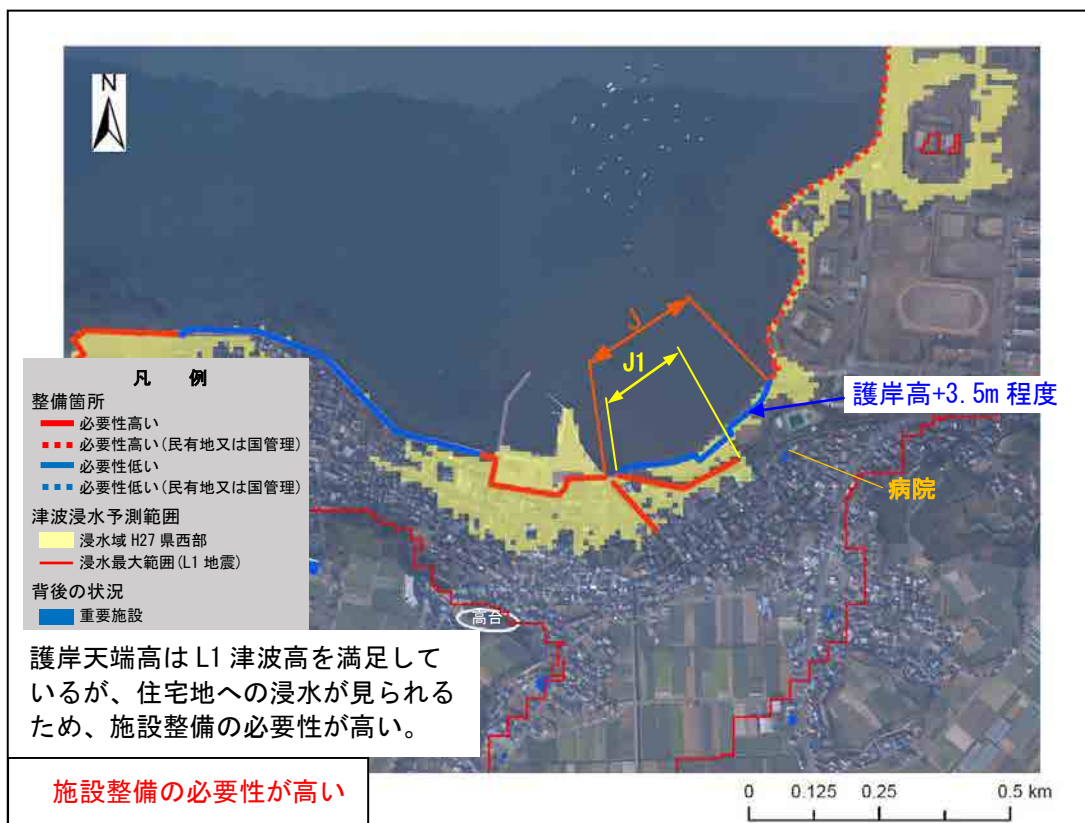 N
J
J1
護岸高+3.5m 程度
病院
凡 例
整備箇所
必要性高い
必要性高い(民有地又は国管理)
必要性低い
必要性低い(民有地又は国管理)
津波浸水予測範囲
浸水域 H27 県西部
浸水最大範囲(L1 地震)
背後の状況
重要施設
高台
護岸天端高は L1 津波高を満足して
いるが、住宅地への浸水が見られる
ため、施設整備の必要性が高い。
施設整備の必要性が高い
0 0.125 0.25 0.5 km